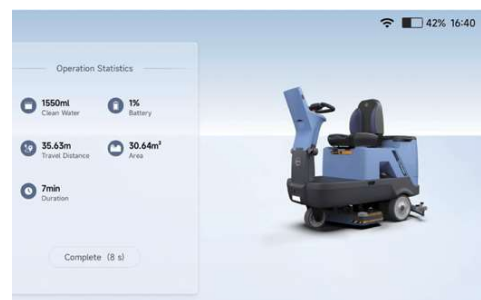 42% 16:40
Operation Statistics
1550ml
Clean Water
1%
Battery
35.63m
Travel Distance
30.64m²
Area
7min
Duration
Complete (8 s)